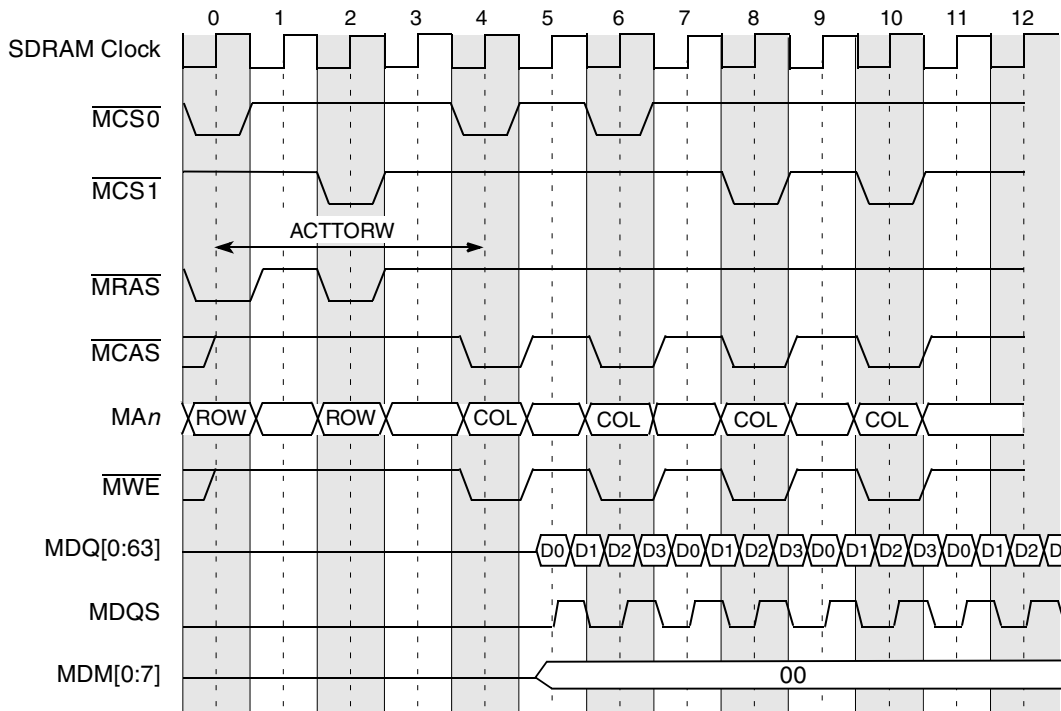 0 1 2 3 4 5 6 7 8 9 10 11 12
SDRAM Clock
MCS0
MCS1
ACTTORW
MRAS
MCAS
MAn ROW ROW COL COL COL COL
MWE
MDQ[0:63] D0 D1 D2 D3 D0 D1 D2 D3 D0 D1 D2 D3 D0 D1 D2 D
MDQS
MDM[0:7] 00